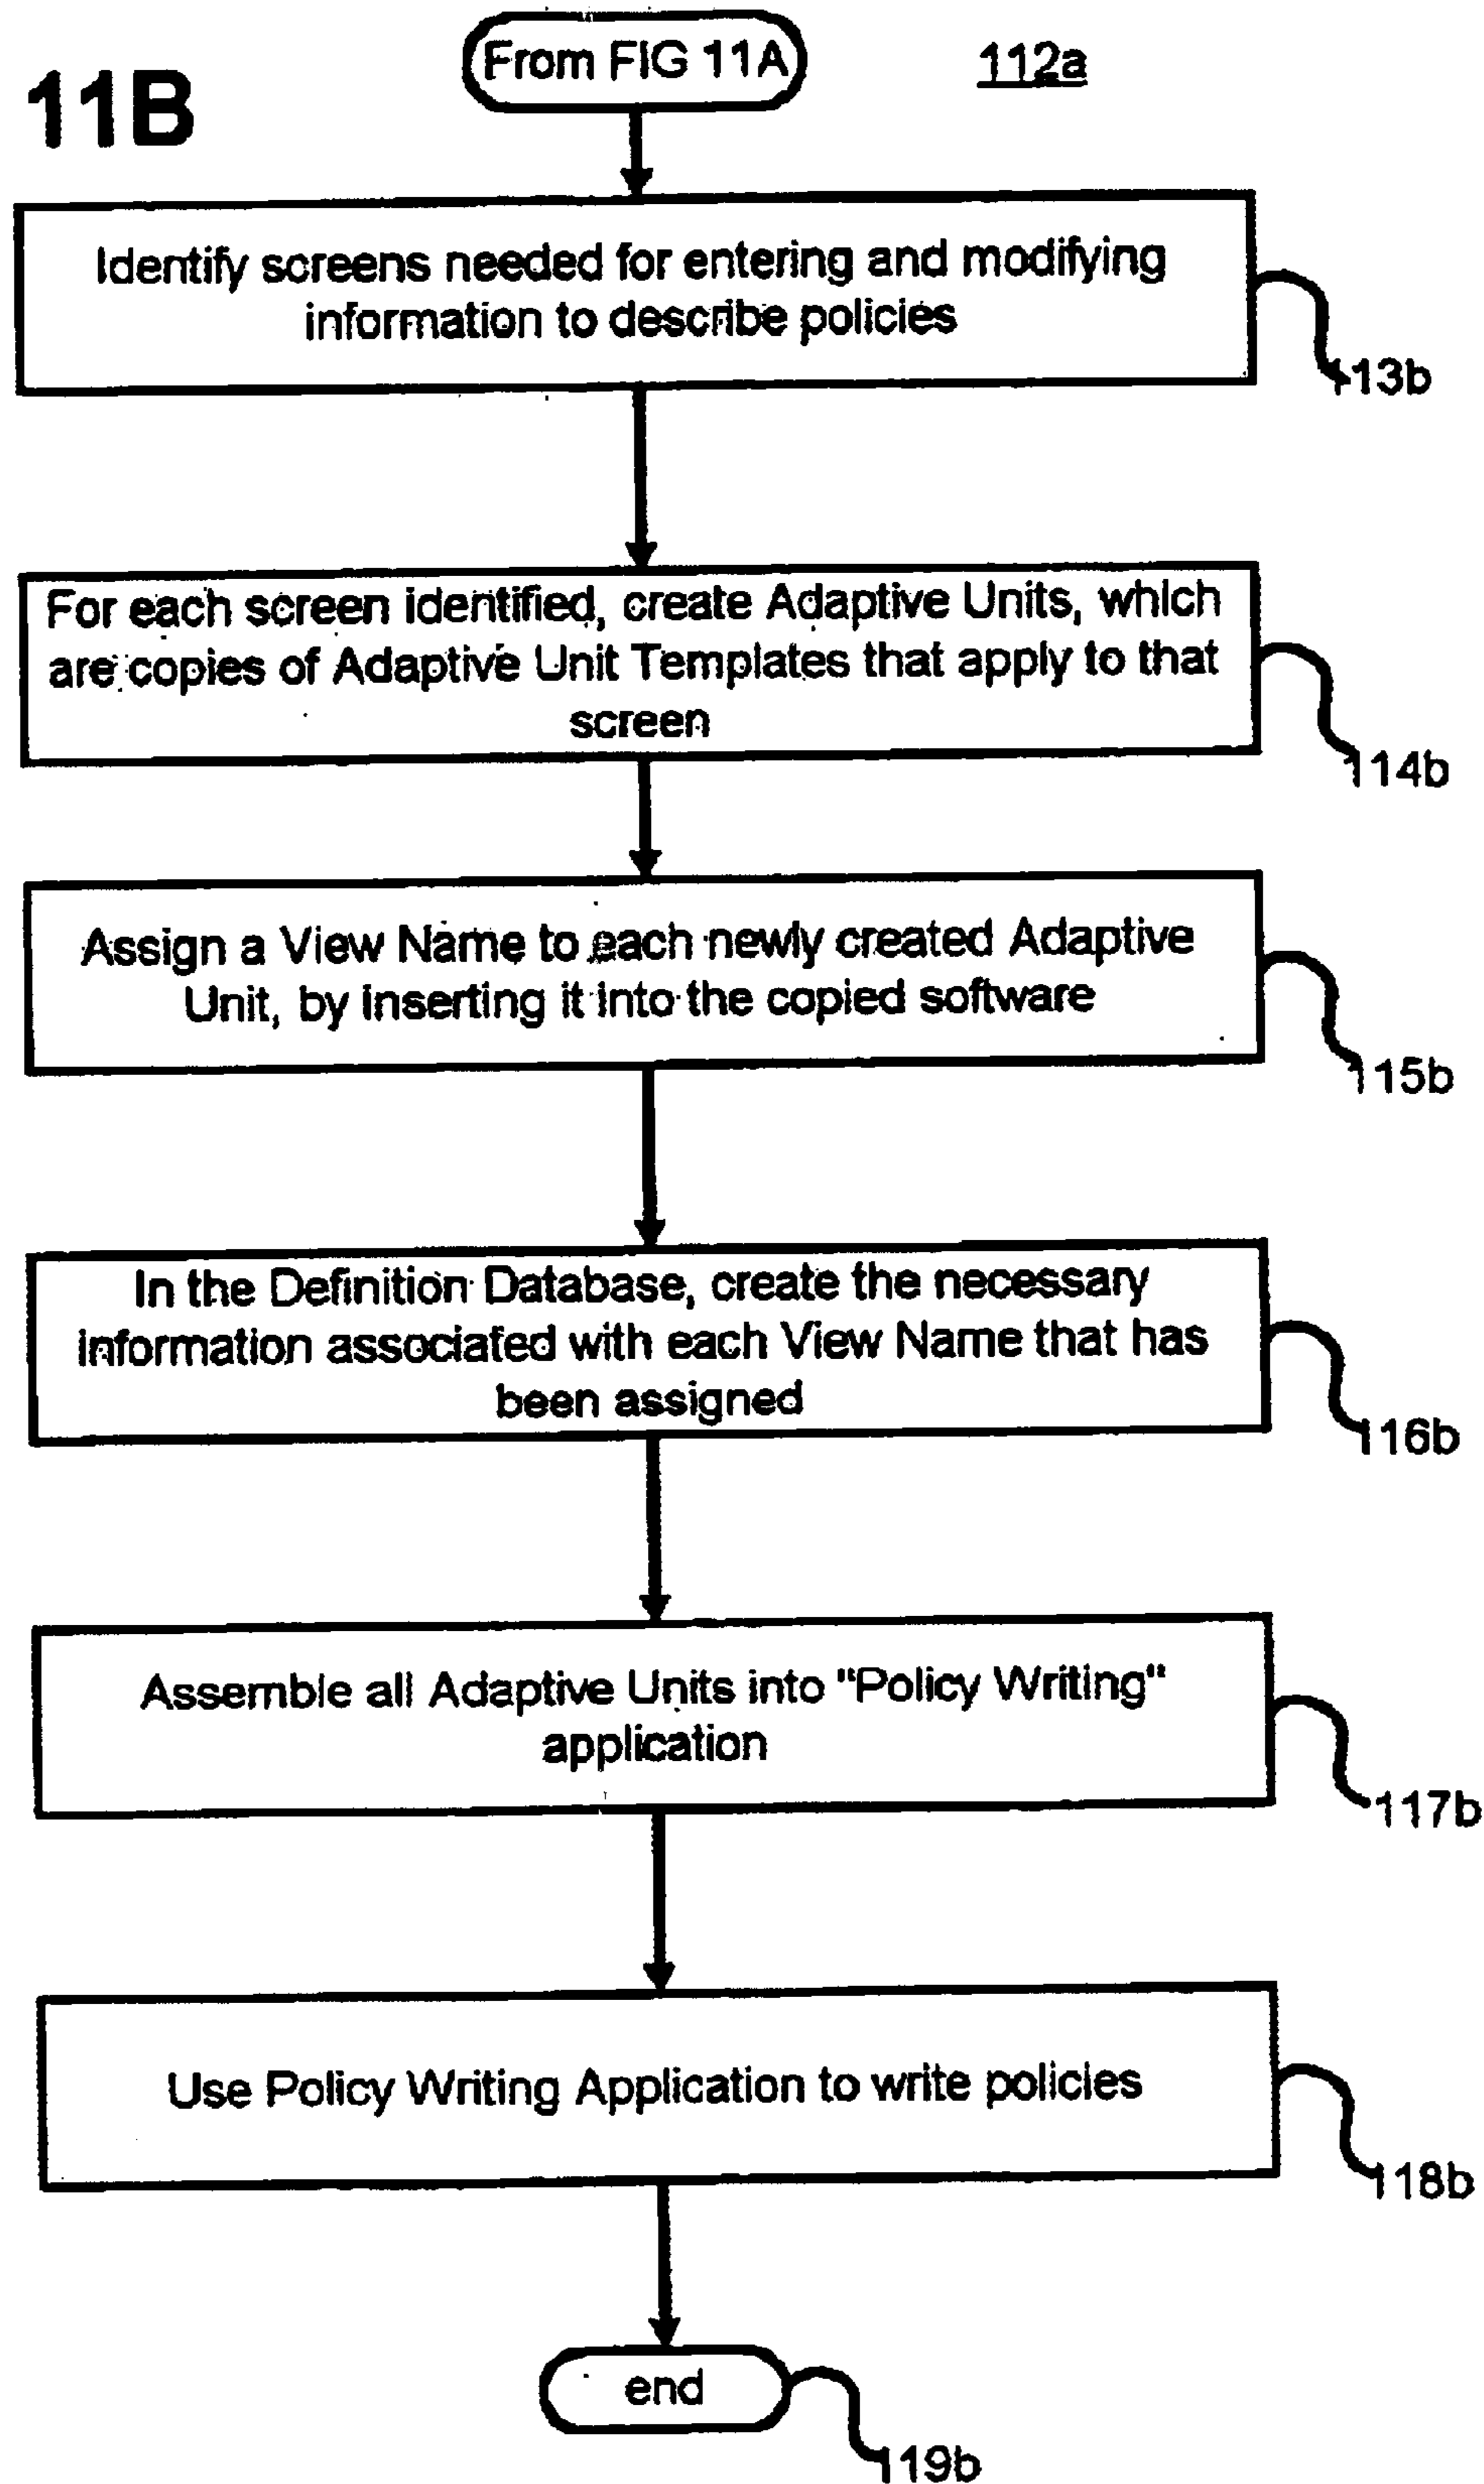 From FIG 11A
112a
11B
Identify screens needed for entering and modifying
information to describe policies
113b
For each screen identified, create Adaptive Units, which
are copies of Adaptive Unit Templates that apply to that
screen
114b
Assign a View Name to each newly created Adaptive
Unit, by inserting it into the copied software
115b
In the Definition Database, create the necessary
information associated with each View Name that has
been assigned
116b
Assemble all Adaptive Units into "Policy Writing"
application
117b
Use Policy Writing Application to write policies
118b
end
119b